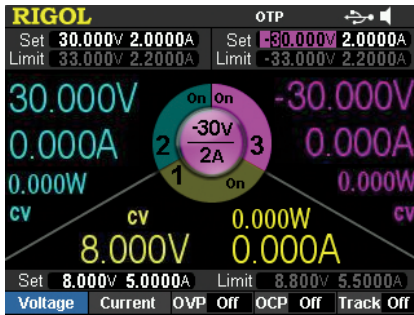 RIGOL OTP
Set 30.000V 2.0000A Set -30.000V 2.0000A
Limit 33.000V 2.2000A Limit -33.000V 2.2000A
30.000V On On -30.000V
0.000A 2 -30V 3 0.000A
2A
0.000W 1 On 0.000W
CV CV 0.000W CV
8.000V 0.000A
Set 8.000V 5.0000A Limit 8.800V 5.5000A
Voltage Current OVP Off OCP Off Track Off